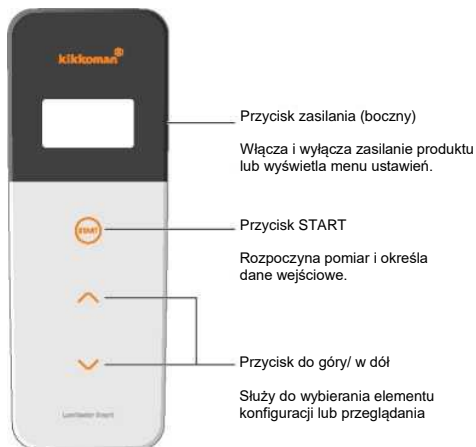 kikkoman
Przycisk zasilania (boczny)
Włącza i wyłącza zasilanie produktu
lub wyświetla menu ustawień.
START
Przycisk START
Rozpoczyna pomiar i określa
dane wejściowe.
Przycisk do góry/ w dół
Służy do wybierania elementu
konfiguracji lub przeglądania
Lumitester Smart